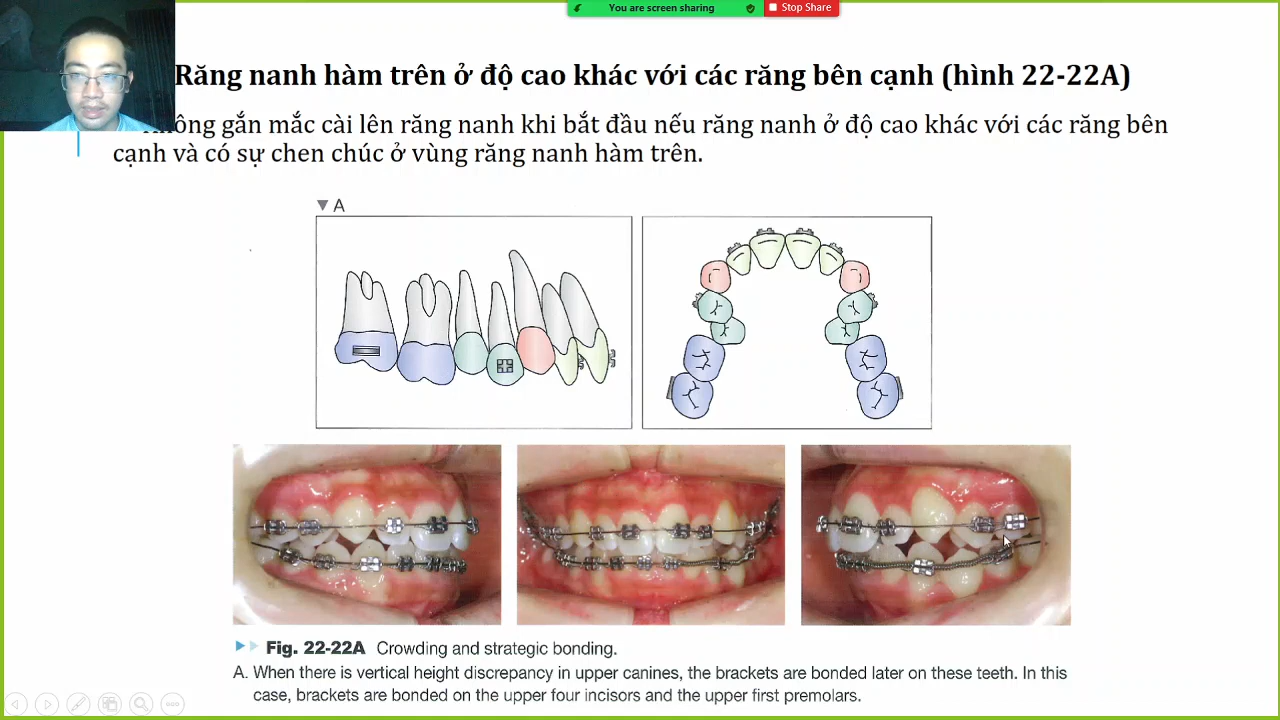 You are screen sharing
Stop Share
Răng nanh hàm trên ở độ cao khác với các răng bên cạnh (hình 22-22A)
gắn mắc cài lên răng nanh khi bắt đầu nếu răng nanh ở độ cao khác với các răng bên
cạnh và có sự chen chúc ở vùng răng nanh hàm trên.
▼ A
Fig. 22-22A Crowding and strategic bonding.
A. When there is vertical height discrepancy in upper canines, the brackets are bonded later on these teeth. In this
case, brackets are bonded on the upper four incisors and the upper first premolars.